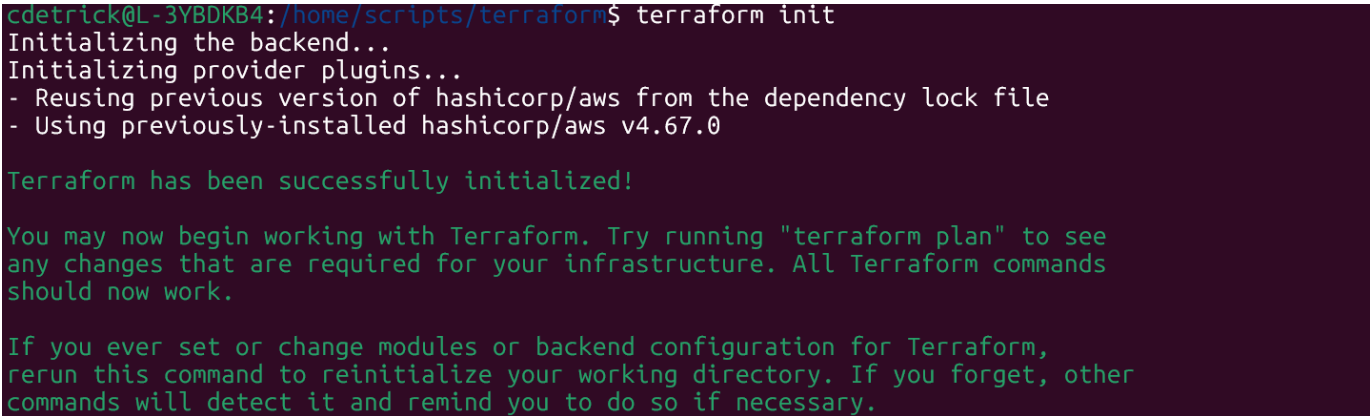 cdetrick@L-3YBDKB4:/home/scripts/terraform$ terraform init
Initializing the backend...
Initializing provider plugins...
- Reusing previous version of hashicorp/aws from the dependency lock file
- Using previously-installed hashicorp/aws v4.67.0
Terraform has been successfully initialized!
You may now begin working with Terraform. Try running "terraform plan" to see
any changes that are required for your infrastructure. All Terraform commands
should now work.
If you ever set or change modules or backend configuration for Terraform,
rerun this command to reinitialize your working directory. If you forget, other
commands will detect it and remind you to do so if necessary.